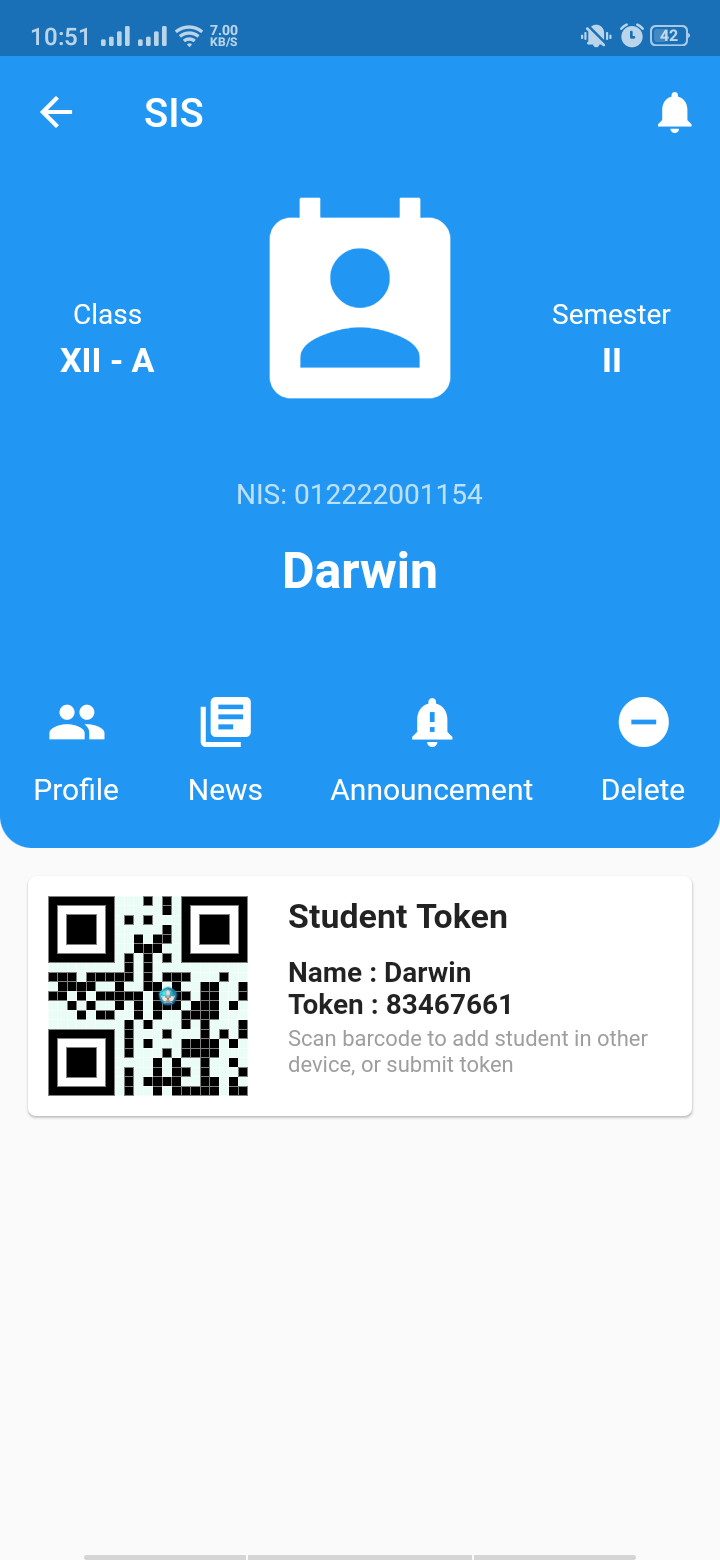 10:51 7.00 KB/S 42
SIS
Class
XII - A
Semester
II
NIS: 012222001154
Darwin
Profile
News
Announcement
Delete
Student Token
Name : Darwin
Token : 83467661
Scan barcode to add student in other
device, or submit token